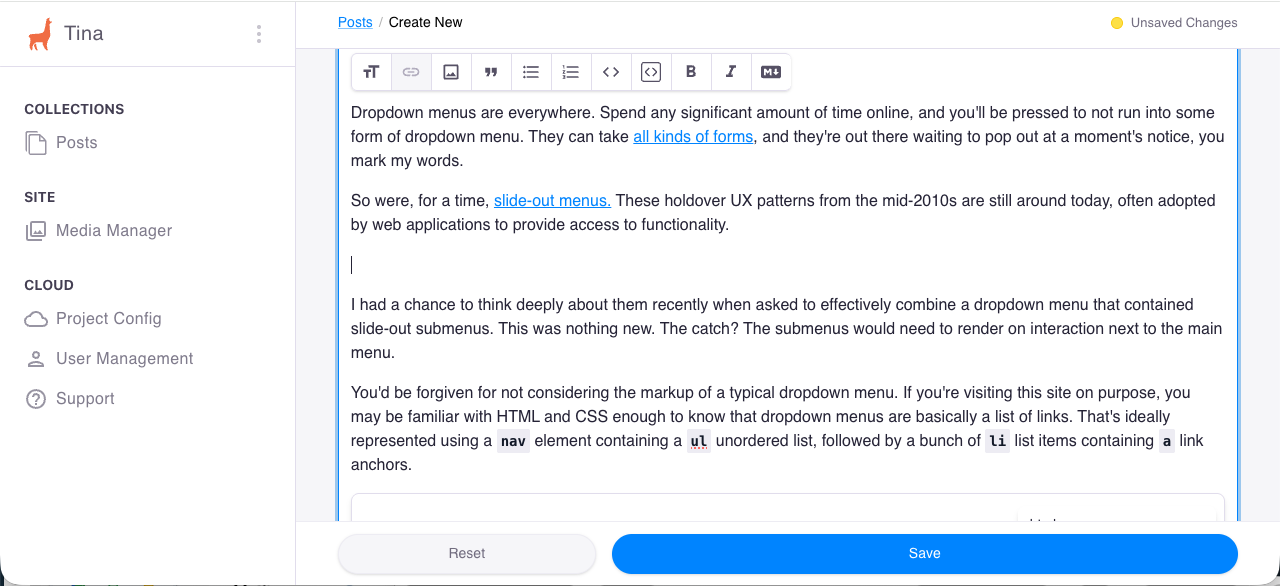 Tina
Posts / Create New
Unsaved Changes
COLLECTIONS
Posts
SITE
Media Manager
CLOUD
Project Config
User Management
Support
Dropdown menus are everywhere. Spend any significant amount of time online, and you'll be pressed to not run into some
form of dropdown menu. They can take all kinds of forms, and they're out there waiting to pop out at a moment's notice, you
mark my words.
So were, for a time, slide-out menus. These holdover UX patterns from the mid-2010s are still around today, often adopted
by web applications to provide access to functionality.
I had a chance to think deeply about them recently when asked to effectively combine a dropdown menu that contained
slide-out submenus. This was nothing new. The catch? The submenus would need to render on interaction next to the main
menu.
You'd be forgiven for not considering the markup of a typical dropdown menu. If you're visiting this site on purpose, you
may be familiar with HTML and CSS enough to know that dropdown menus are basically a list of links. That's ideally
represented using a nav element containing a ul unordered list, followed by a bunch of li list items containing a link
anchors.
Reset
Save